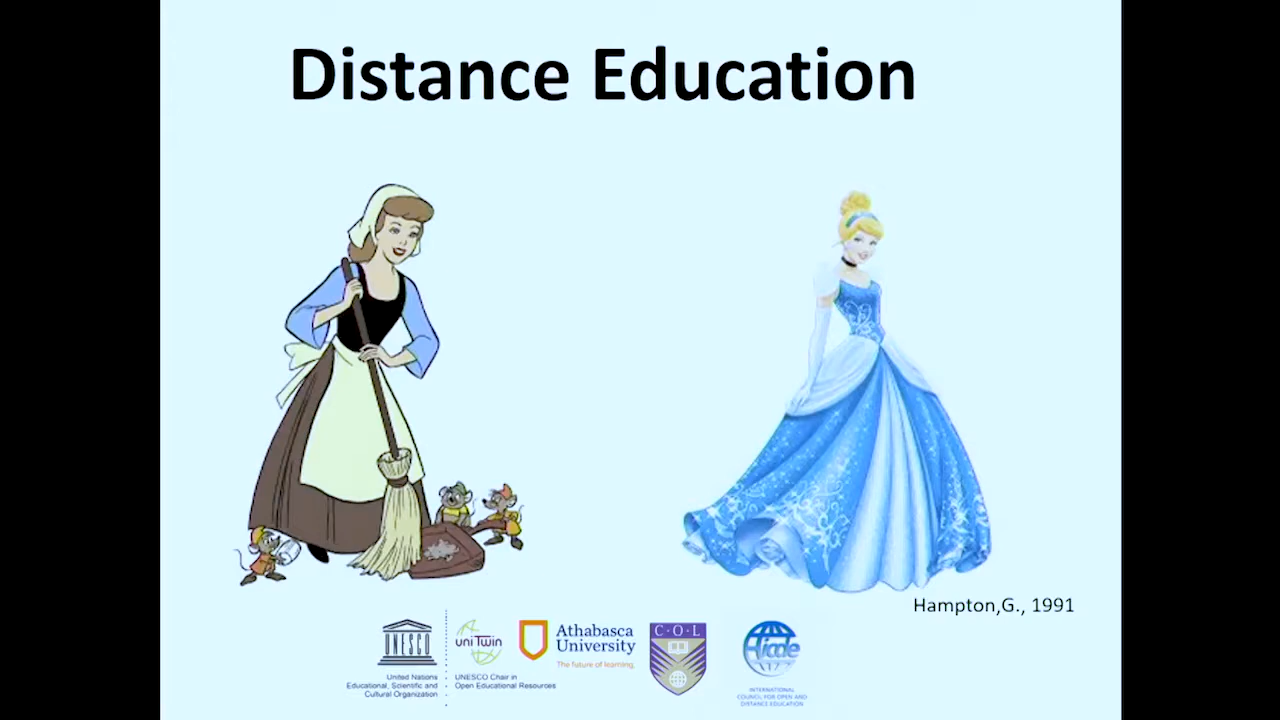 Distance Education
Hampton,G., 1991
UNESCO
United Nations
Educational, Scientific and
Cultural Organization
uniTwin
UNESCO Chair in
Open Educational Resources
Athabasca
University
The future of learning.
C·O·L
icde
INTERNATIONAL
COUNCIL FOR OPEN AND
DISTANCE EDUCATION